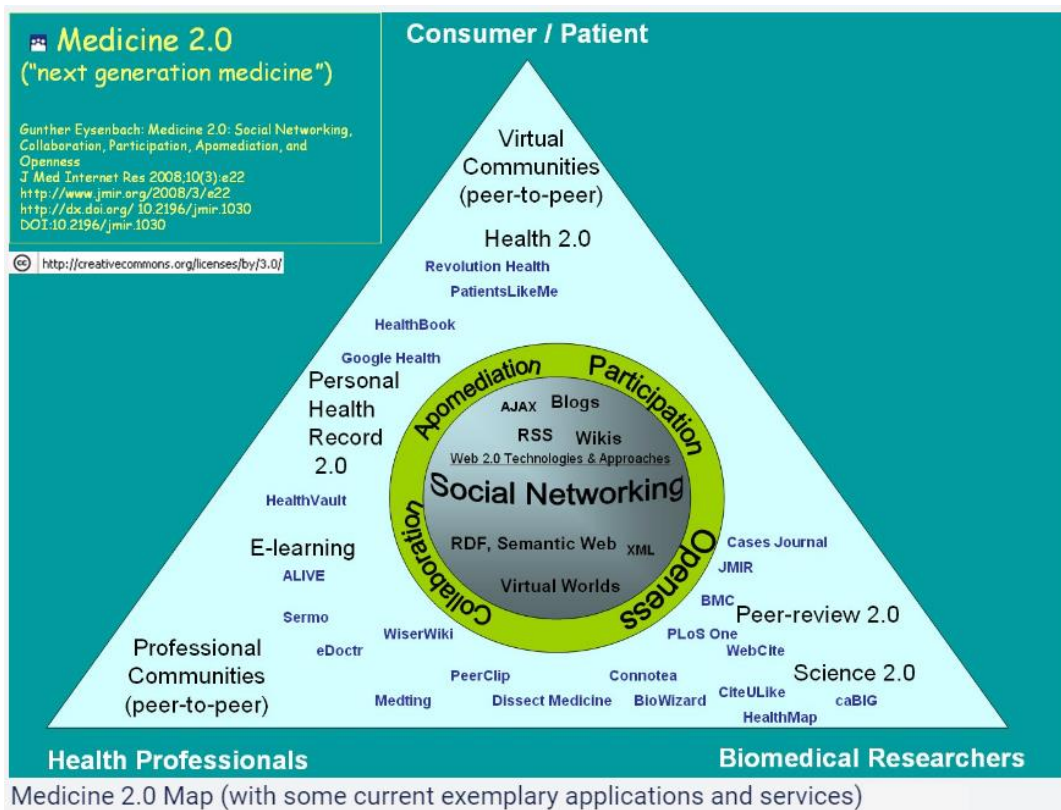 Medicine 2.0
("next generation medicine")
Gunther Eysenbach: Medicine 2.0: Social Networking,
Collaboration, Participation, Apomediation, and
Openness
J Med Internet Res 2008;10(3):e22
http://www.jmir.org/2008/3/e22
http://dx.doi.org/ 10.2196/jmir.1030
DOI:10.2196/jmir.1030
cc http://creativecommons.org/licenses/by/3.0/
Consumer / Patient
Virtual
Communities
(peer-to-peer)
Health 2.0
Revolution Health
PatientsLikeMe
HealthBook
Google Health
Personal
Health
Record
2.0
HealthVault
E-learning
ALIVE
Sermo
eDoctr
WiserWiki
Professional
Communities
(peer-to-peer)
PeerClip
Medting
Dissect Medicine
Apomediation
Participation
Collaboration
Openess
AJAX Blogs
RSS Wikis
Web 2.0 Technologies & Approaches
Social Networking
RDF, Semantic Web XML
Virtual Worlds
Cases Journal
JMIR
BMC
Peer-review 2.0
PLoS One
WebCite
Science 2.0
Connotea
BioWizard
CiteULike
caBIG
HealthMap
Health Professionals
Biomedical Researchers
Medicine 2.0 Map (with some current exemplary applications and services)